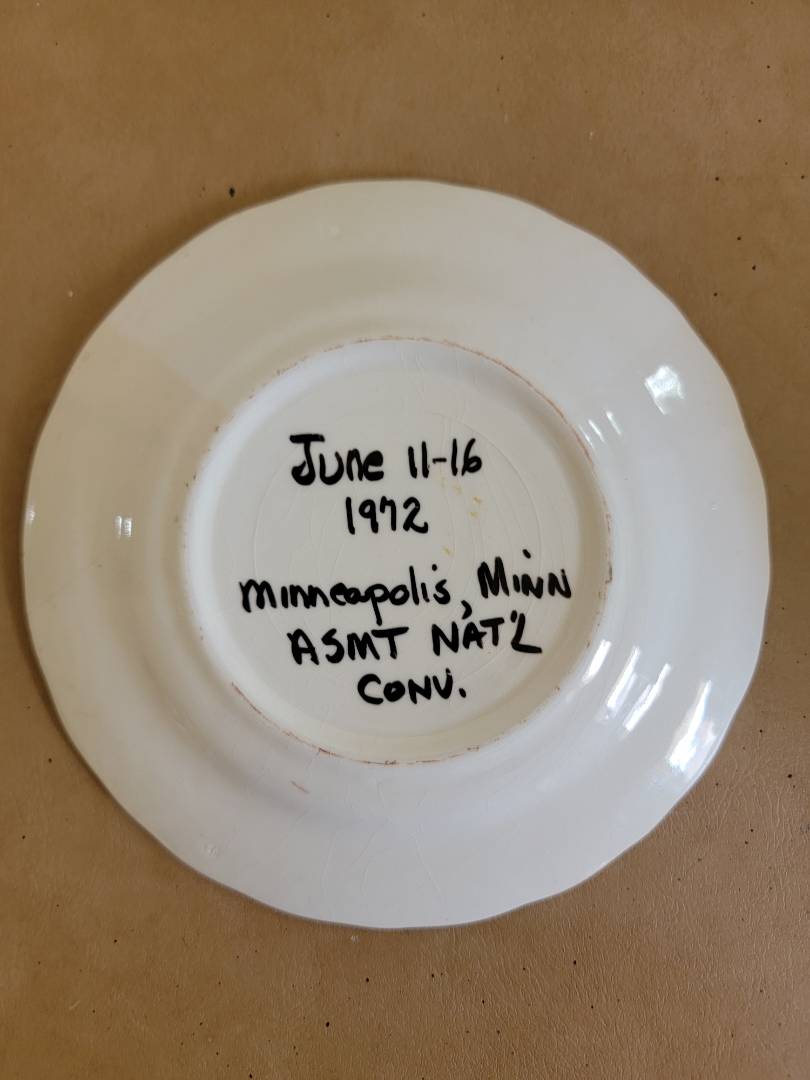 June 11-16
1972
Minneapolis, MINN
ASMT NAT'L
CONV.